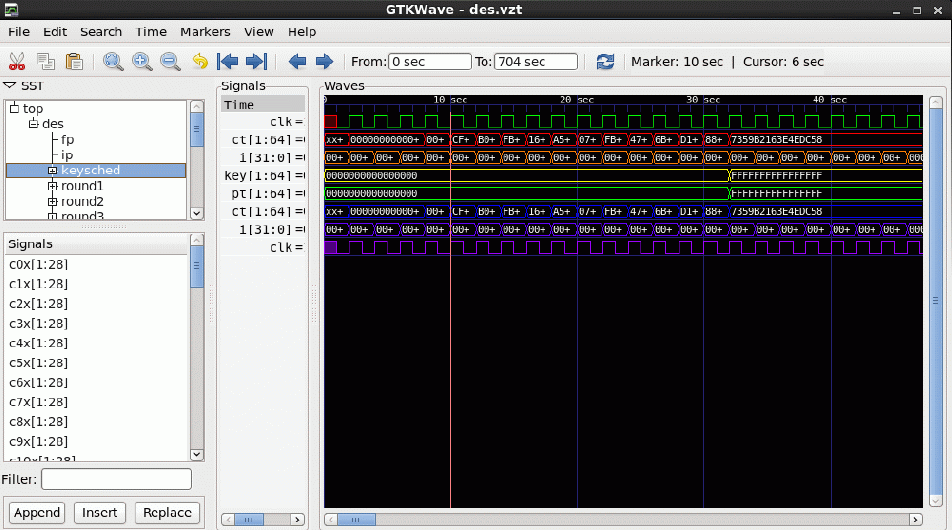 GTKWave - des.vzt
File Edit Search Time Markers View Help
From: 0 sec To: 704 sec Marker: 10 sec | Cursor: 6 sec
SST
top
des
fp
ip
keysched
round1
round2
round3
Signals
c0x[1:28]
c1x[1:28]
c2x[1:28]
c3x[1:28]
c4x[1:28]
c5x[1:28]
c6x[1:28]
c7x[1:28]
c8x[1:28]
c9x[1:28]
c10x[1:28]
Filter:
Append Insert Replace
Signals
Time
clk =
ct[1:64] =0
i[31:0] =0
key[1:64] =0
pt[1:64] =0
ct[1:64] =0
i[31:0] =0
clk =
Waves
0 10 sec 20 sec 30 sec 40 sec
xx+ 00000000000+ 00+ CF+ B0+ FB+ 16+ A5+ 07+ FB+ 47+ 6B+ D1+ 88+ 7359B2163E4EDC58
00+ 00+ 00+ 00+ 00+ 00+ 00+ 00+ 00+ 00+ 00+ 00+ 00+ 00+ 00+ 00+ 00+ 00+ 00+ 00+ 00+ 00+ 00+ 000
0000000000000000 FFFFFFFFFFFFFFFF
0000000000000000 FFFFFFFFFFFFFFFF
xx+ 00000000000+ 00+ CF+ B0+ FB+ 16+ A5+ 07+ FB+ 47+ 6B+ D1+ 88+ 7359B2163E4EDC58
00+ 00+ 00+ 00+ 00+ 00+ 00+ 00+ 00+ 00+ 00+ 00+ 00+ 00+ 00+ 00+ 00+ 00+ 00+ 00+ 00+ 00+ 00+ 000